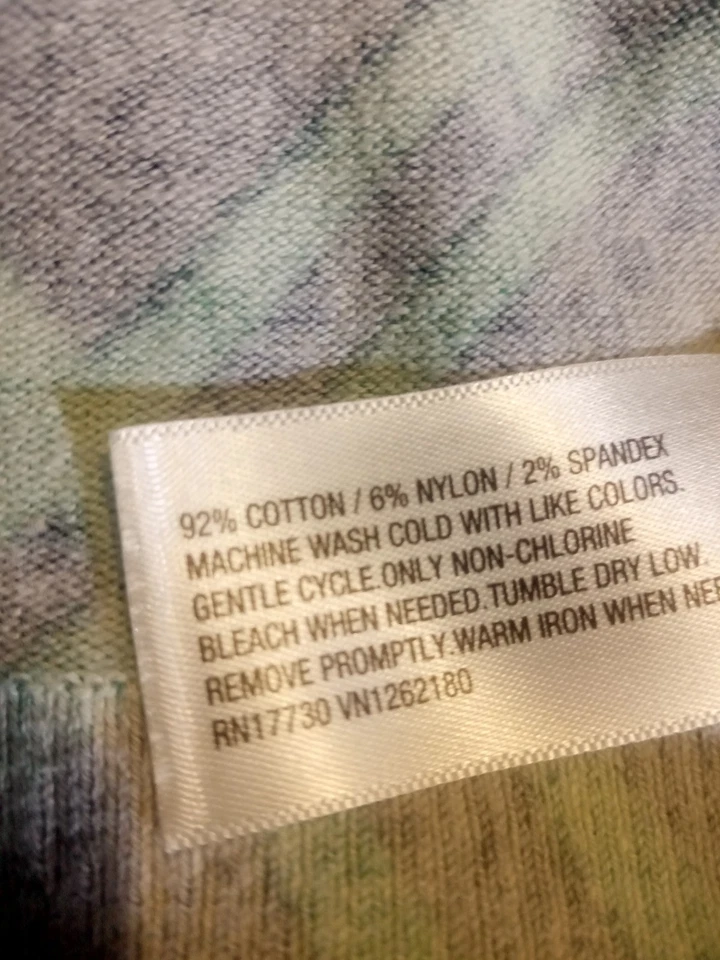 92% COTTON / 6% NYLON / 2% SPANDEX
MACHINE WASH COLD WITH LIKE COLORS.
GENTLE CYCLE.ONLY NON-CHLORINE
BLEACH WHEN NEEDED.TUMBLE DRY LOW.
REMOVE PROMPTLY.WARM IRON WHEN
RN17730 VN1262180